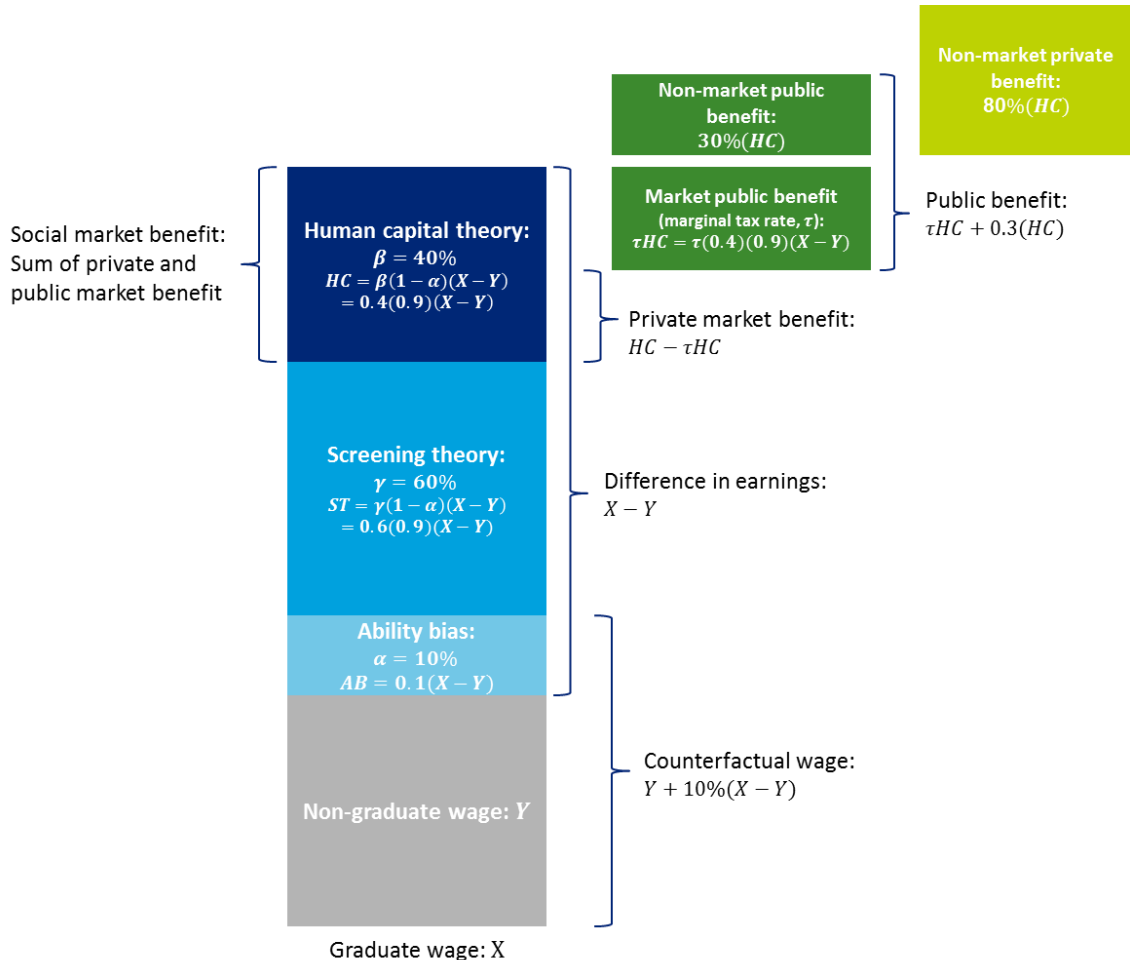 Non-market private
benefit:
80%(HC)
Non-market public
benefit:
30%(HC)
Market public benefit
(marginal tax rate, τ):
τHC = τ(0.4)(0.9)(X − Y)
Public benefit:
τHC + 0.3(HC)
Social market benefit:
Sum of private and
public market benefit
Human capital theory:
β = 40%
HC = β(1 − α)(X − Y)
= 0.4(0.9)(X − Y)
Private market benefit:
HC − τHC
Screening theory:
γ = 60%
ST = γ(1 − α)(X − Y)
= 0.6(0.9)(X − Y)
Difference in earnings:
X − Y
Ability bias:
α = 10%
AB = 0.1(X − Y)
Counterfactual wage:
Y + 10%(X − Y)
Non-graduate wage: Y
Graduate wage: X